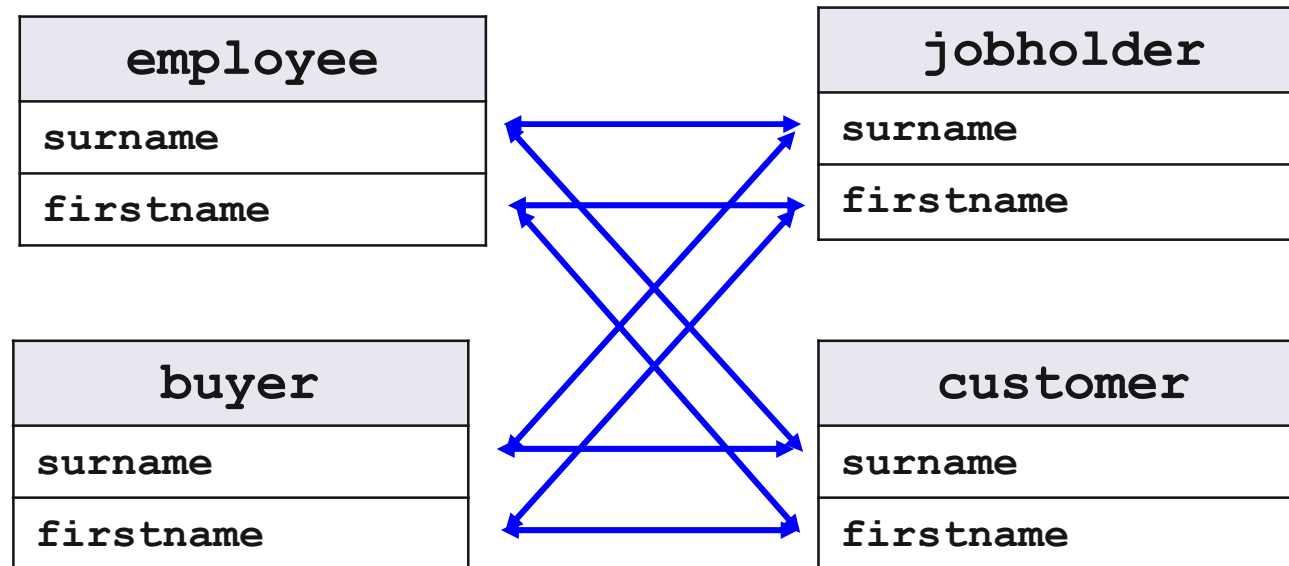 employee
surname
firstname
jobholder
surname
firstname
buyer
surname
firstname
customer
surname
firstname